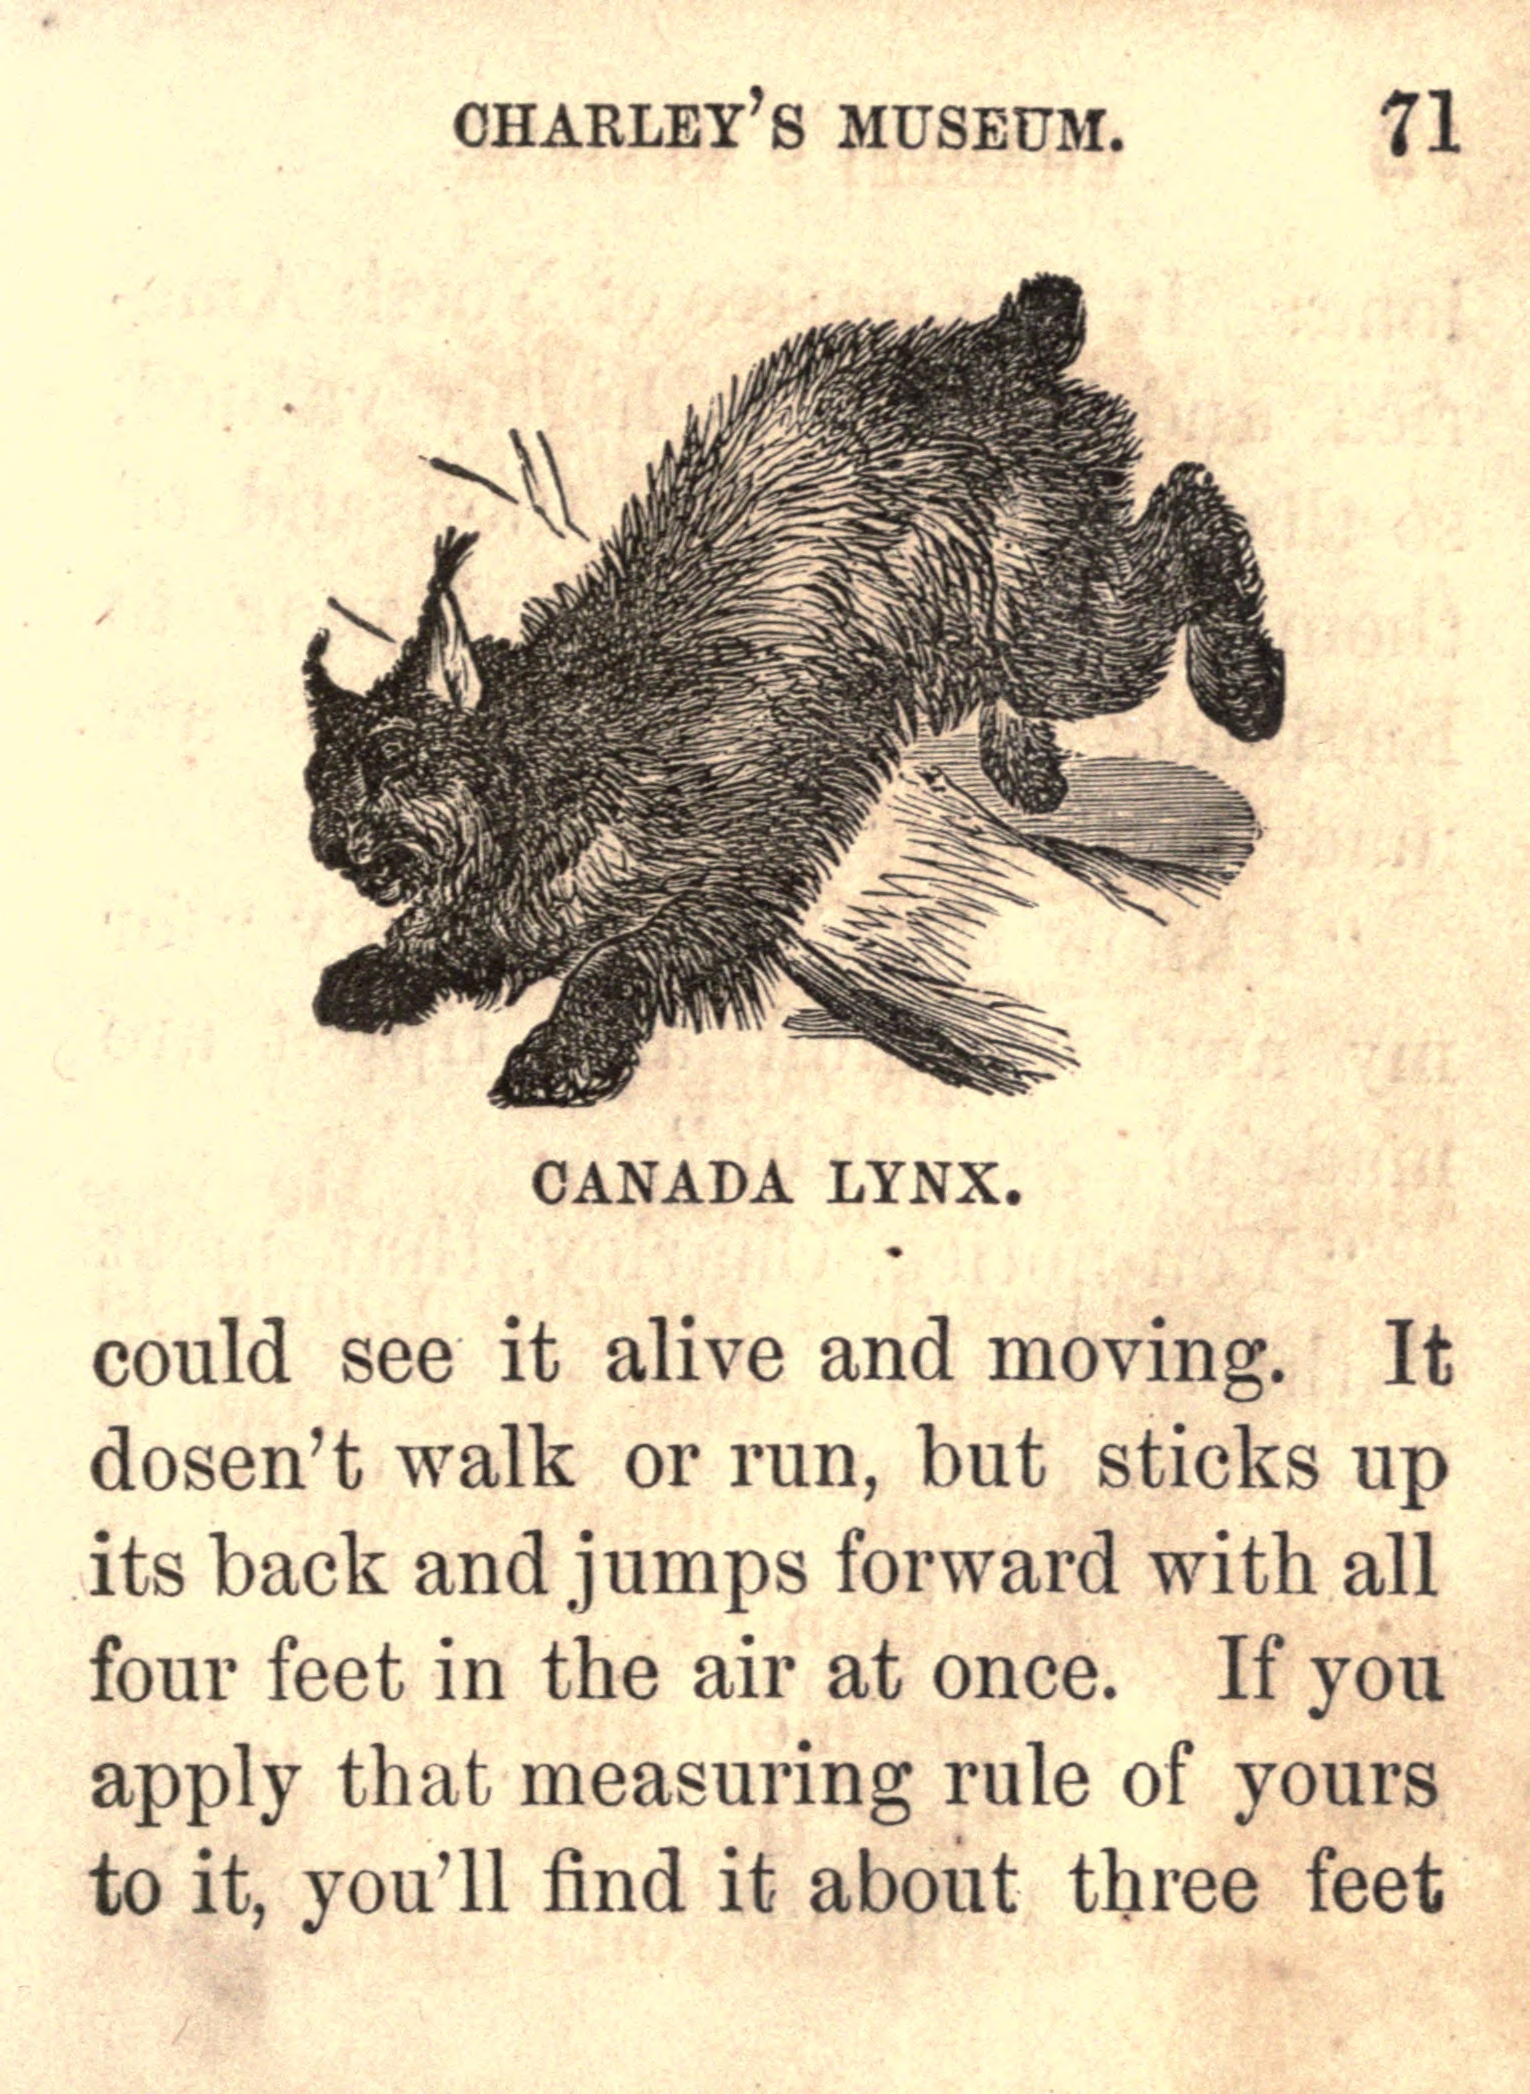 CHARLEY'S MUSEUM. 71
CANADA LYNX.
could see it alive and moving. It
dosen't walk or run, but sticks up
its back and jumps forward with all
four feet in the air at once. If you
apply that measuring rule of yours
to it, you'll find it about three feet